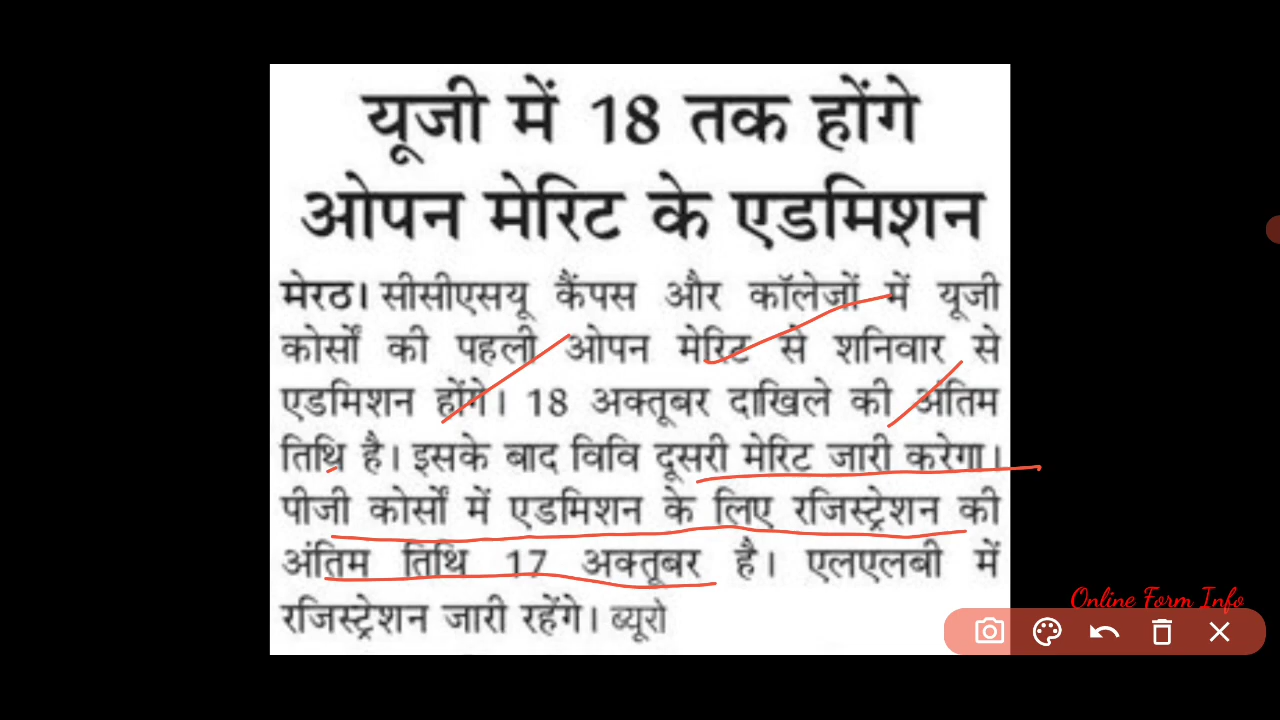 यूजी में 18 तक होंगे
ओपन मेरिट के एडमिशन
मेरठ। सीसीएसयू कैंपस और कॉलेजों में यूजी
कोर्सों की पहली ओपन मेरिट से शनिवार से
एडमिशन होंगे। 18 अक्तूबर दाखिले की अंतिम
तिथि है। इसके बाद विवि दूसरी मेरिट जारी करेगा।
पीजी कोर्सों में एडमिशन के लिए रजिस्ट्रेशन की
अंतिम तिथि 17 अक्तूबर है। एलएलबी में
रजिस्ट्रेशन जारी रहेंगे। ब्यूरो
Online Form Info